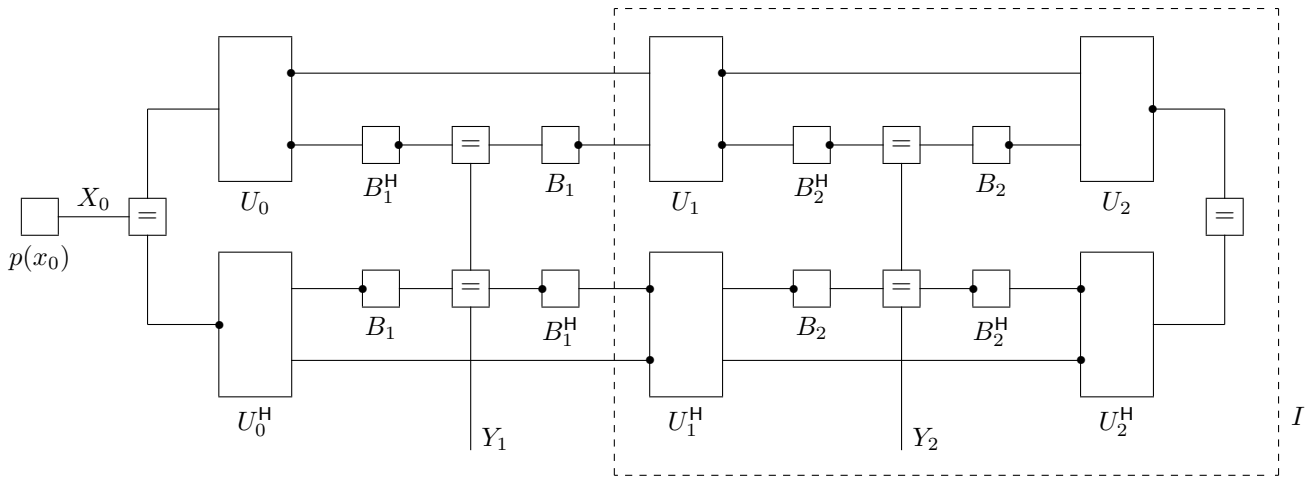 U₀
B₁ᴴ
=
B₁
U₁
B₂ᴴ
=
B₂
U₂
X₀
=
=
p(x₀)
=
B₁
B₁ᴴ
=
B₂
B₂ᴴ
U₀ᴴ
Y₁
U₁ᴴ
Y₂
U₂ᴴ
I